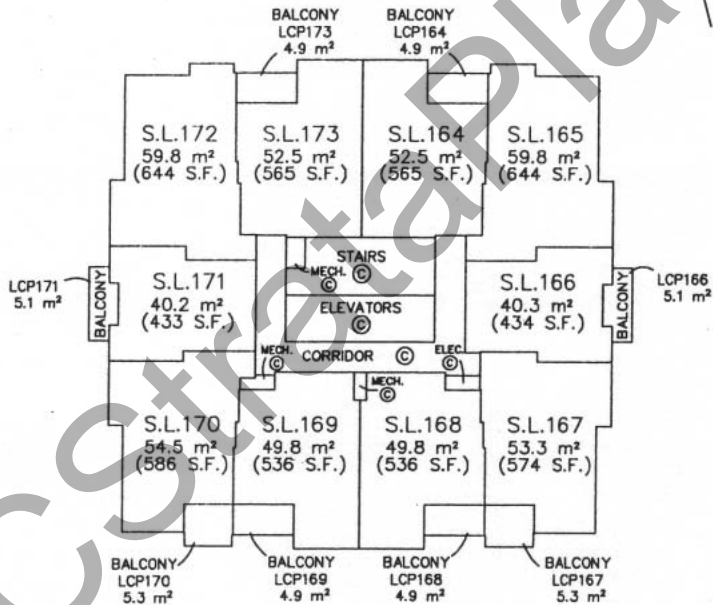 BALCONY
LCP173
4.9 m²
BALCONY
LCP164
4.9 m²
S.L.172
59.8 m²
(644 S.F.)
S.L.173
52.5 m²
(565 S.F.)
S.L.164
52.5 m²
(565 S.F.)
S.L.165
59.8 m²
(644 S.F.)
STAIRS
MECH. ©
©
LCP171
5.1 m²
BALCONY
S.L.171
40.2 m²
(433 S.F.)
ELEVATORS
©
S.L.166
40.3 m²
(434 S.F.)
BALCONY
LCP166
5.1 m²
MECH.
©
CORRIDOR ©
ELEC.
©
MECH.
©
S.L.170
54.5 m²
(586 S.F.)
S.L.169
49.8 m²
(536 S.F.)
S.L.168
49.8 m²
(536 S.F.)
S.L.167
53.3 m²
(574 S.F.)
BALCONY
LCP170
5.3 m²
BALCONY
LCP169
4.9 m²
BALCONY
LCP168
4.9 m²
BALCONY
LCP167
5.3 m²
CStrataPla